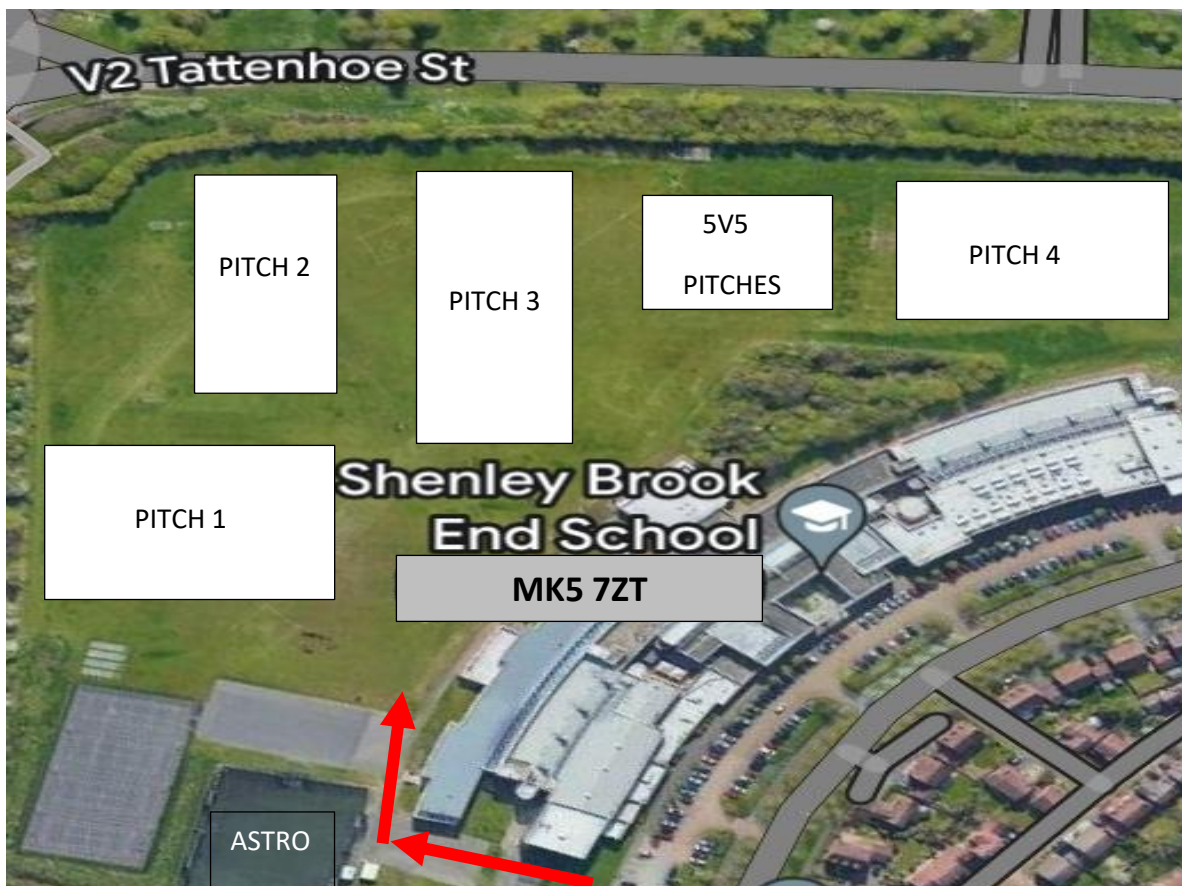 V2 Tattenhoe St
PITCH 2
PITCH 3
5V5
PITCHES
PITCH 4
PITCH 1
Shenley Brook
End School
MK5 7ZT
ASTRO